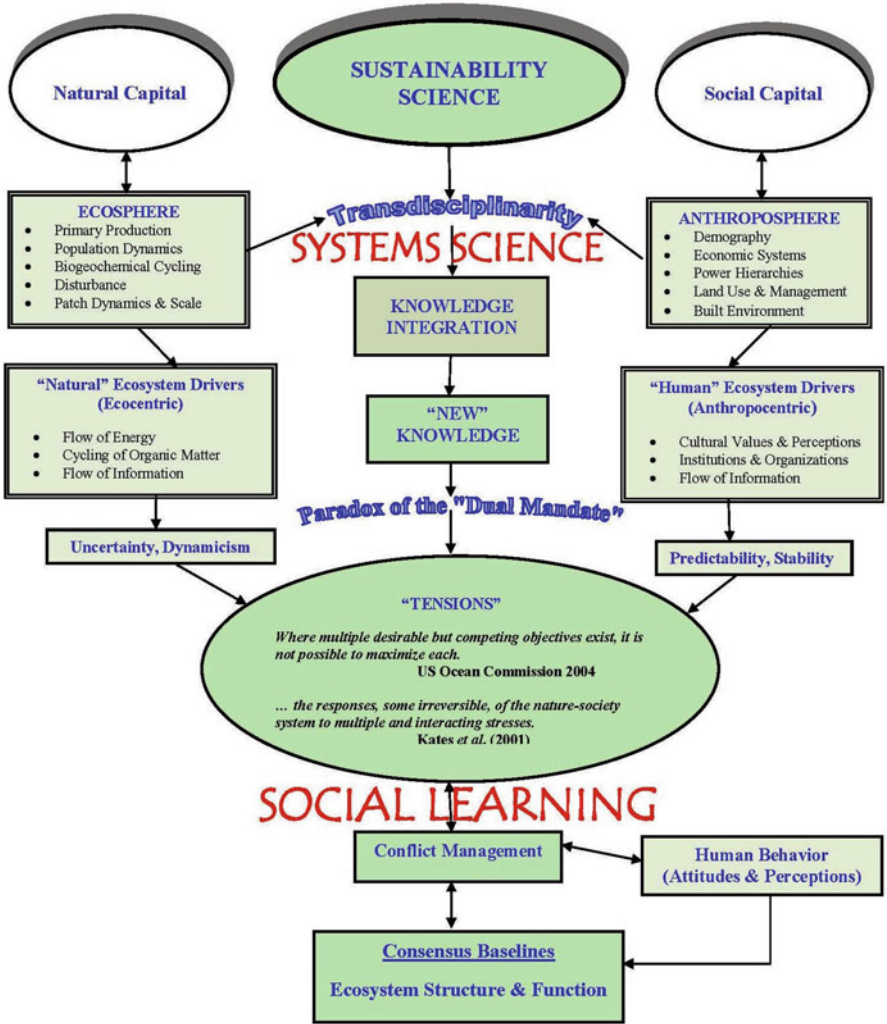 Natural Capital
SUSTAINABILITY
SCIENCE
Social Capital
ECOSPHERE
• Primary Production
• Population Dynamics
• Biogeochemical Cycling
• Disturbance
• Patch Dynamics & Scale
Transdisciplinarity
SYSTEMS SCIENCE
ANTHROPOSPHERE
• Demography
• Economic Systems
• Power Hierarchies
• Land Use & Management
• Built Environment
KNOWLEDGE
INTEGRATION
“Natural” Ecosystem Drivers
(Ecocentric)
• Flow of Energy
• Cycling of Organic Matter
• Flow of Information
“NEW”
KNOWLEDGE
“Human” Ecosystem Drivers
(Anthropocentric)
• Cultural Values & Perceptions
• Institutions & Organizations
• Flow of Information
Paradox of the "Dual Mandate"
Uncertainty, Dynamicism
Predictability, Stability
“TENSIONS”
Where multiple desirable but competing objectives exist, it is
not possible to maximize each.
US Ocean Commission 2004
… the responses, some irreversible, of the nature-society
system to multiple and interacting stresses.
Kates et al. (2001)
SOCIAL LEARNING
Conflict Management
Human Behavior
(Attitudes & Perceptions)
Consensus Baselines
Ecosystem Structure & Function